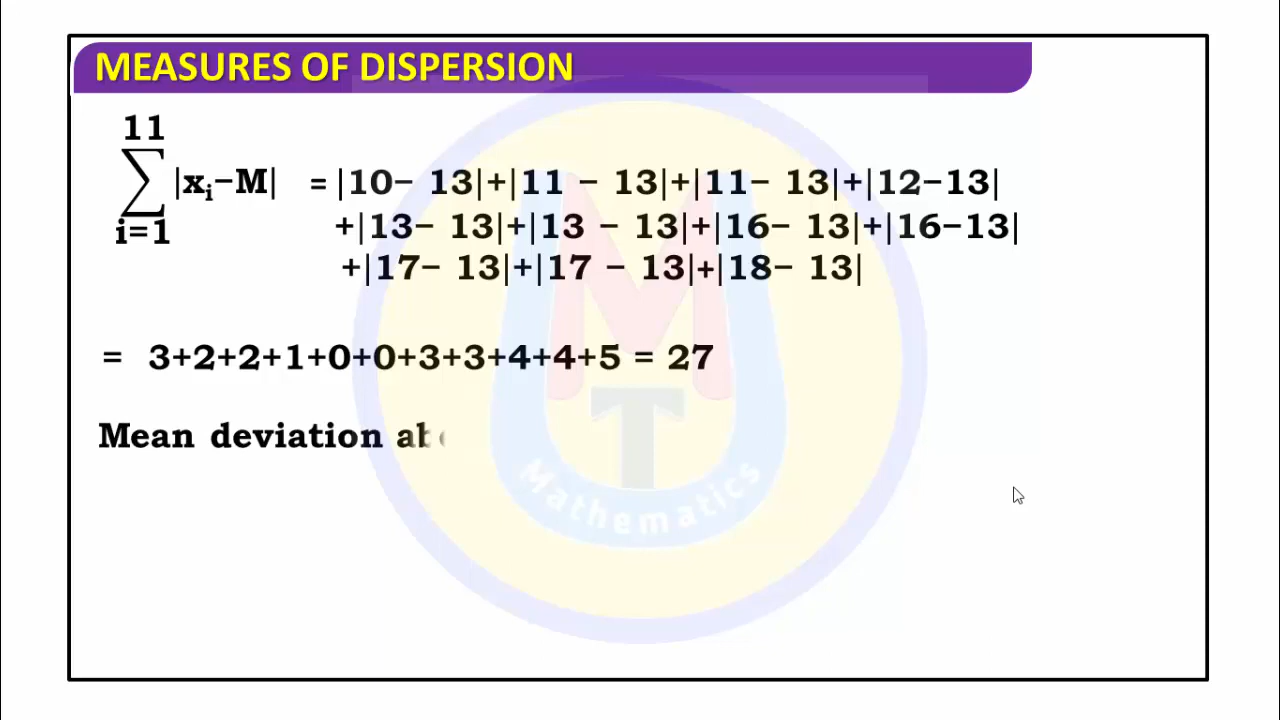 MEASURES OF DISPERSION
11
∑ |xᵢ−M| = |10− 13|+|11 − 13|+|11− 13|+|12−13|
i=1
+|13− 13|+|13 − 13|+|16− 13|+|16−13|
+|17− 13|+|17 − 13|+|18− 13|
= 3+2+2+1+0+0+3+3+4+4+5 = 27
Mean deviation
MUT
Mathematics